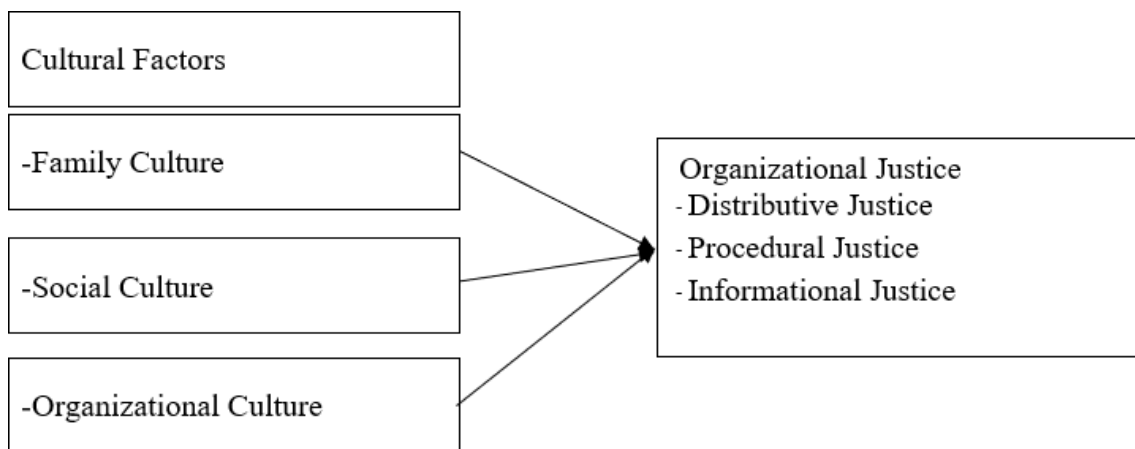 Cultural Factors
-Family Culture
-Social Culture
-Organizational Culture
Organizational Justice
- Distributive Justice
- Procedural Justice
- Informational Justice